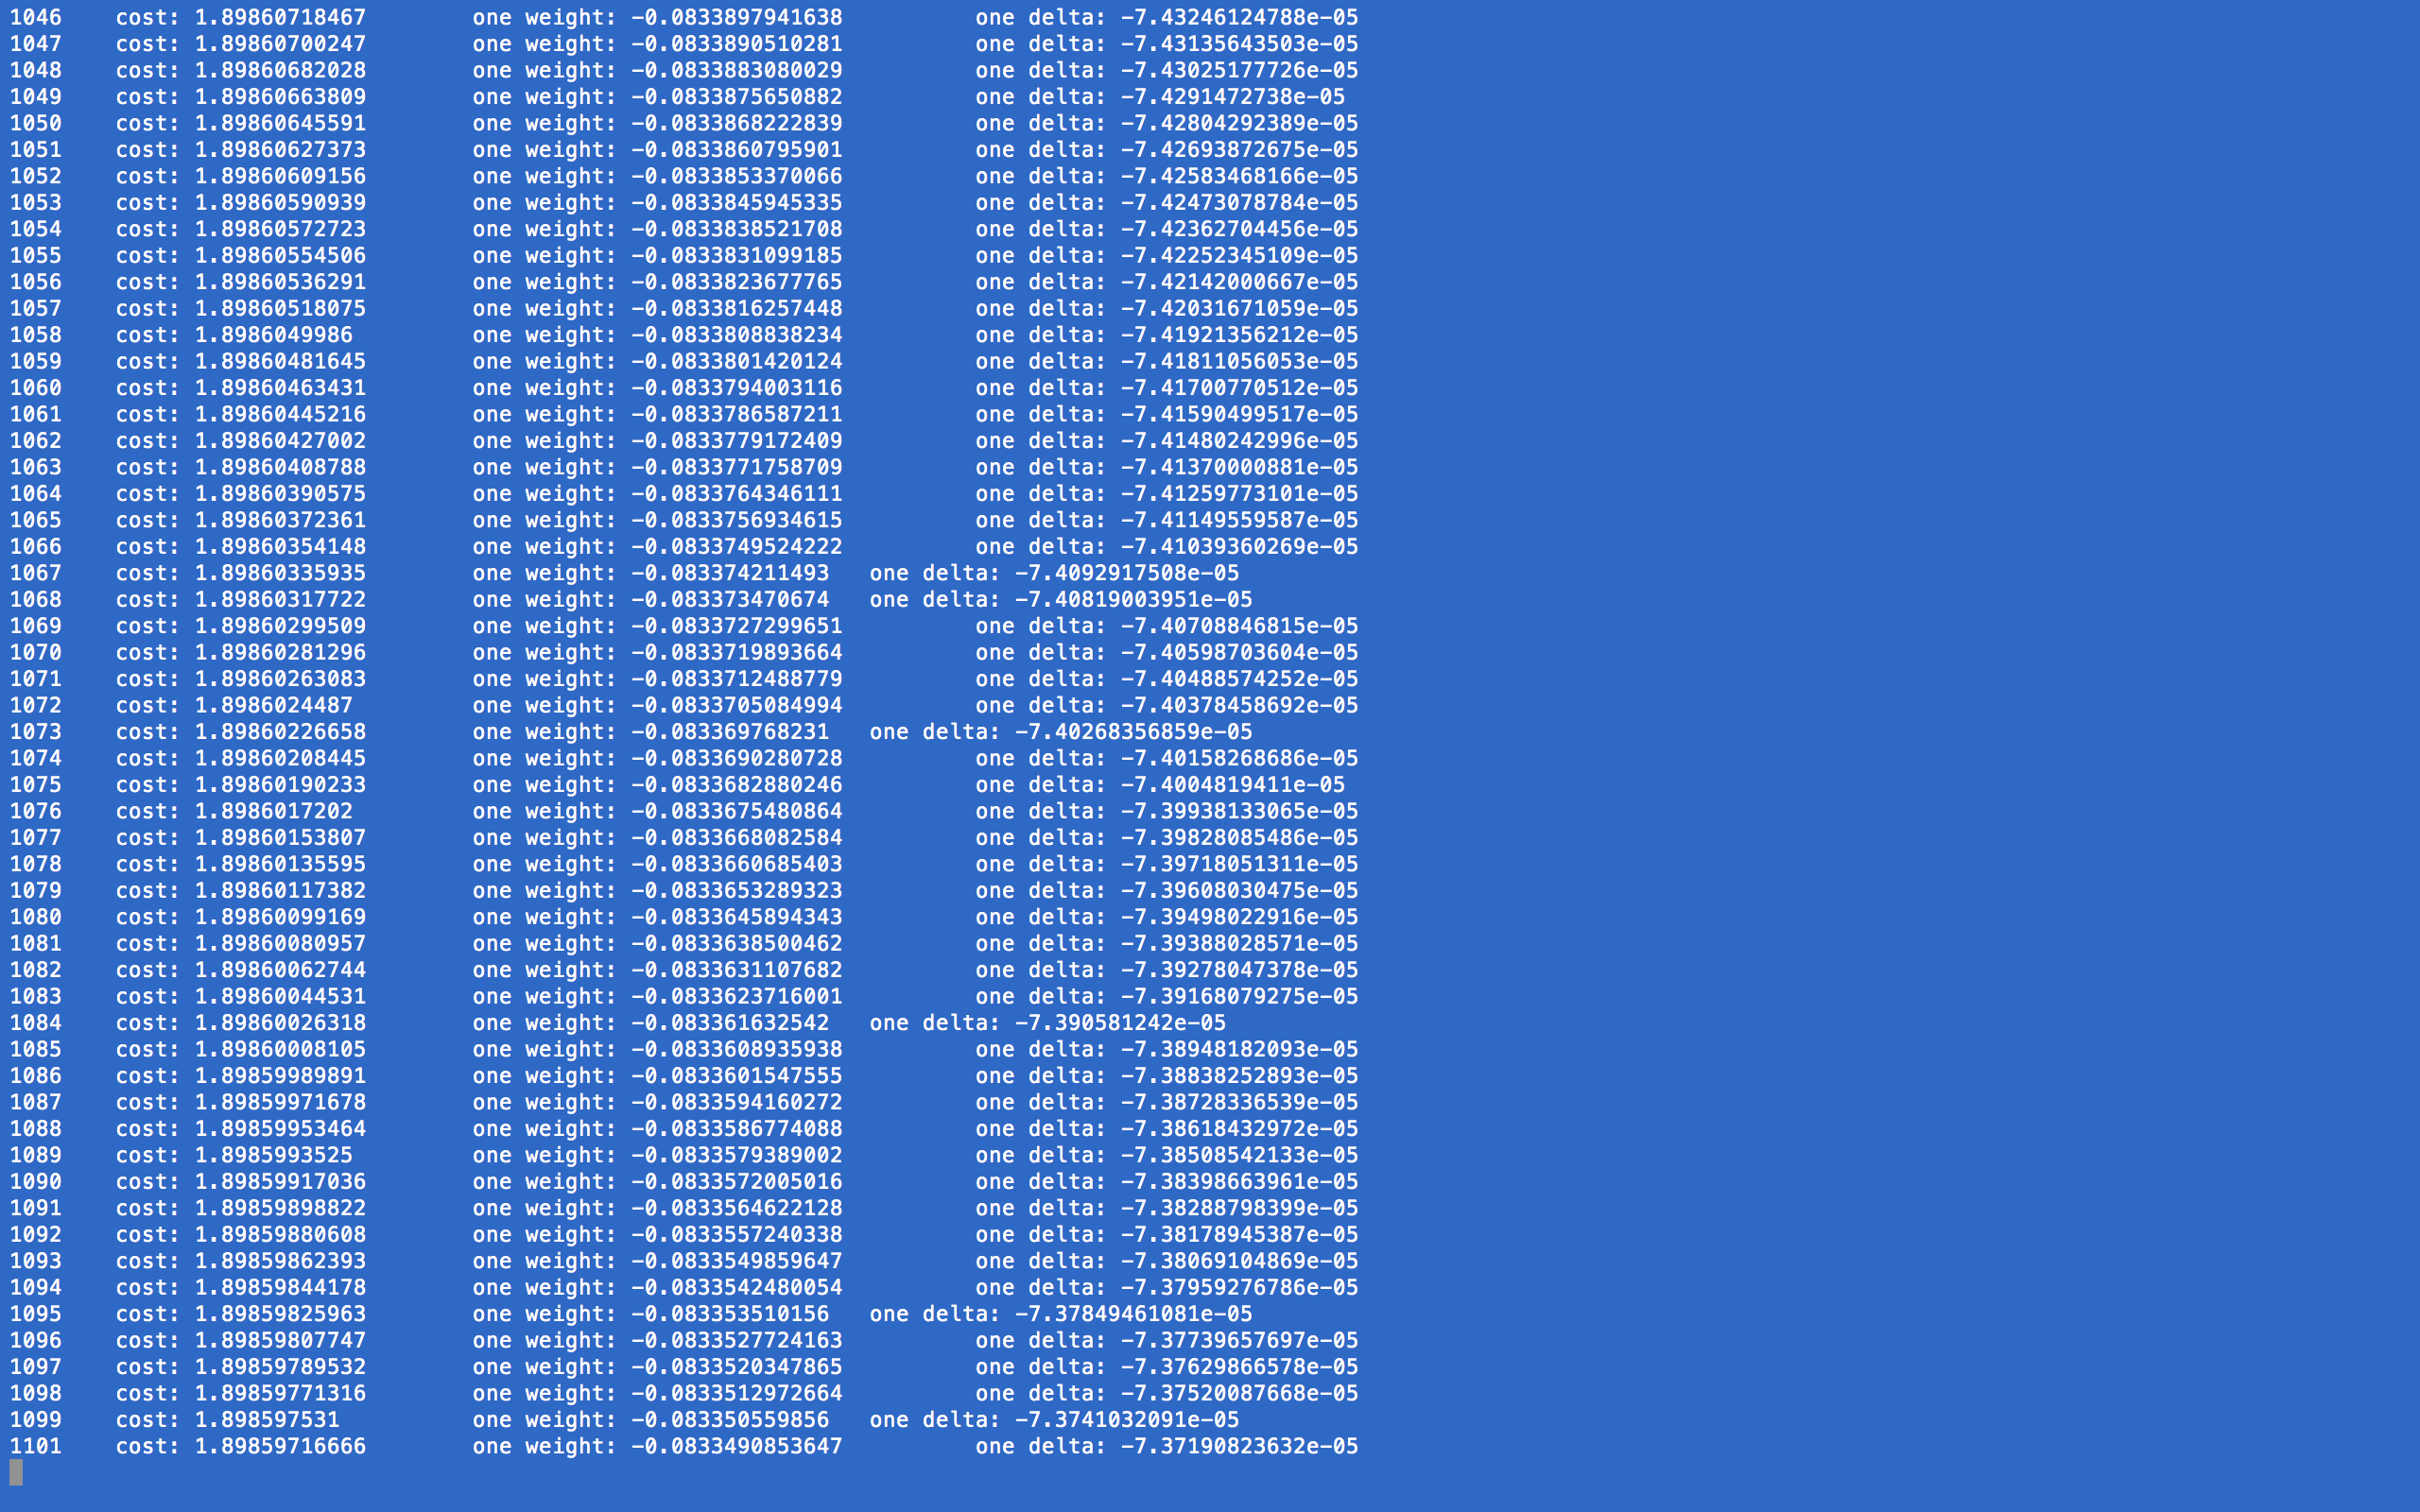 1046 cost: 1.89860718467 one weight: -0.0833897941638 one delta: -7.43246124788e-05
1047 cost: 1.89860700247 one weight: -0.0833890510281 one delta: -7.43135643503e-05
1048 cost: 1.89860682028 one weight: -0.0833883080029 one delta: -7.43025177726e-05
1049 cost: 1.89860663809 one weight: -0.0833875650882 one delta: -7.4291472738e-05
1050 cost: 1.89860645591 one weight: -0.0833868222839 one delta: -7.42804292389e-05
1051 cost: 1.89860627373 one weight: -0.0833860795901 one delta: -7.42693872675e-05
1052 cost: 1.89860609156 one weight: -0.0833853370066 one delta: -7.42583468166e-05
1053 cost: 1.89860590939 one weight: -0.0833845945335 one delta: -7.42473078784e-05
1054 cost: 1.89860572723 one weight: -0.0833838521708 one delta: -7.42362704456e-05
1055 cost: 1.89860554506 one weight: -0.0833831099185 one delta: -7.42252345109e-05
1056 cost: 1.89860536291 one weight: -0.0833823677765 one delta: -7.42142000667e-05
1057 cost: 1.89860518075 one weight: -0.0833816257448 one delta: -7.42031671059e-05
1058 cost: 1.8986049986 one weight: -0.0833808838234 one delta: -7.41921356212e-05
1059 cost: 1.89860481645 one weight: -0.0833801420124 one delta: -7.41811056053e-05
1060 cost: 1.89860463431 one weight: -0.0833794003116 one delta: -7.41700770512e-05
1061 cost: 1.89860445216 one weight: -0.0833786587211 one delta: -7.41590499517e-05
1062 cost: 1.89860427002 one weight: -0.0833779172409 one delta: -7.41480242996e-05
1063 cost: 1.89860408788 one weight: -0.0833771758709 one delta: -7.41370000881e-05
1064 cost: 1.89860390575 one weight: -0.0833764346111 one delta: -7.41259773101e-05
1065 cost: 1.89860372361 one weight: -0.0833756934615 one delta: -7.41149559587e-05
1066 cost: 1.89860354148 one weight: -0.0833749524222 one delta: -7.41039360269e-05
1067 cost: 1.89860335935 one weight: -0.083374211493 one delta: -7.4092917508e-05
1068 cost: 1.89860317722 one weight: -0.083373470674 one delta: -7.40819003951e-05
1069 cost: 1.89860299509 one weight: -0.0833727299651 one delta: -7.40708846815e-05
1070 cost: 1.89860281296 one weight: -0.0833719893664 one delta: -7.40598703604e-05
1071 cost: 1.89860263083 one weight: -0.0833712488779 one delta: -7.40488574252e-05
1072 cost: 1.8986024487 one weight: -0.0833705084994 one delta: -7.40378458692e-05
1073 cost: 1.89860226658 one weight: -0.083369768231 one delta: -7.40268356859e-05
1074 cost: 1.89860208445 one weight: -0.0833690280728 one delta: -7.40158268686e-05
1075 cost: 1.89860190233 one weight: -0.0833682880246 one delta: -7.4004819411e-05
1076 cost: 1.8986017202 one weight: -0.0833675480864 one delta: -7.39938133065e-05
1077 cost: 1.89860153807 one weight: -0.0833668082584 one delta: -7.39828085486e-05
1078 cost: 1.89860135595 one weight: -0.0833660685403 one delta: -7.39718051311e-05
1079 cost: 1.89860117382 one weight: -0.0833653289323 one delta: -7.39608030475e-05
1080 cost: 1.89860099169 one weight: -0.0833645894343 one delta: -7.39498022916e-05
1081 cost: 1.89860080957 one weight: -0.0833638500462 one delta: -7.39388028571e-05
1082 cost: 1.89860062744 one weight: -0.0833631107682 one delta: -7.39278047378e-05
1083 cost: 1.89860044531 one weight: -0.0833623716001 one delta: -7.39168079275e-05
1084 cost: 1.89860026318 one weight: -0.083361632542 one delta: -7.390581242e-05
1085 cost: 1.89860008105 one weight: -0.0833608935938 one delta: -7.38948182093e-05
1086 cost: 1.89859989891 one weight: -0.0833601547555 one delta: -7.38838252893e-05
1087 cost: 1.89859971678 one weight: -0.0833594160272 one delta: -7.38728336539e-05
1088 cost: 1.89859953464 one weight: -0.0833586774088 one delta: -7.38618432972e-05
1089 cost: 1.8985993525 one weight: -0.0833579389002 one delta: -7.38508542133e-05
1090 cost: 1.89859917036 one weight: -0.0833572005016 one delta: -7.38398663961e-05
1091 cost: 1.89859898822 one weight: -0.0833564622128 one delta: -7.38288798399e-05
1092 cost: 1.89859880608 one weight: -0.0833557240338 one delta: -7.38178945387e-05
1093 cost: 1.89859862393 one weight: -0.0833549859647 one delta: -7.38069104869e-05
1094 cost: 1.89859844178 one weight: -0.0833542480054 one delta: -7.37959276786e-05
1095 cost: 1.89859825963 one weight: -0.083353510156 one delta: -7.37849461081e-05
1096 cost: 1.89859807747 one weight: -0.0833527724163 one delta: -7.37739657697e-05
1097 cost: 1.89859789532 one weight: -0.0833520347865 one delta: -7.37629866578e-05
1098 cost: 1.89859771316 one weight: -0.0833512972664 one delta: -7.37520087668e-05
1099 cost: 1.898597531 one weight: -0.083350559856 one delta: -7.3741032091e-05
1101 cost: 1.89859716666 one weight: -0.0833490853647 one delta: -7.37190823632e-05